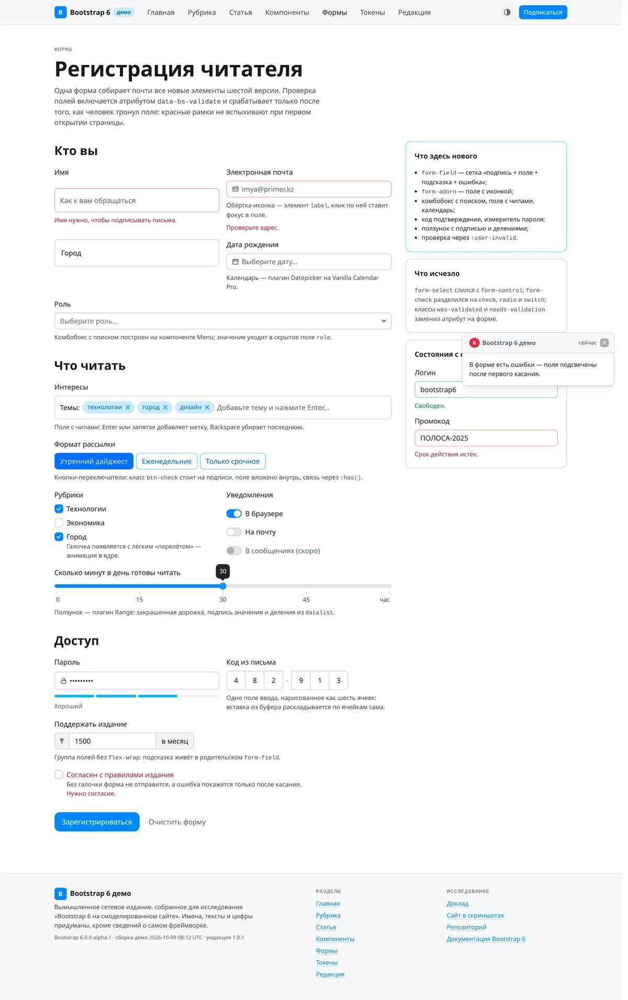 B Bootstrap 6 демо Главная Рубрика Статья Компоненты Формы Токены Редакция Подписаться
ФОРМЫ
Регистрация читателя
Одна форма собирает почти все новые элементы шестой версии. Проверка
полей включается атрибутом data-bs-validate и срабатывает только после
того, как человек тронул поле: красные рамки не вспыхивают при первом
открытии страницы.
Кто вы
Имя
Как к вам обращаться
Имя нужно, чтобы подписывать письма.
Электронная почта
imya@primer.kz
Обёртка-иконка — элемент label, клик по ней ставит
фокус в поле.
Проверьте адрес.
Город
Дата рождения
Выберите дату...
Календарь — плагин Datepicker на Vanilla Calendar
Pro.
Роль
Выберите роль...
Комбобокс с поиском построен на компоненте Menu; значение уходит в скрытое поле role.
Что читать
Интересы
Темы: технологии город дизайн Добавьте тему и нажмите Enter...
Поле с чипами: Enter или запятая добавляет метку, Backspace убирает последнюю.
Формат рассылки
Утренний дайджест Еженедельник Только срочное
Кнопки-переключатели: класс btn-check стоит на подписи, поле вложено внутрь, связь через :has().
Рубрики
Технологии
Экономика
Город
Галочка появляется с лёгким «перелётом» —
анимация в ядре.
Уведомления
В браузере
На почту
В сообщениях (скоро)
Сколько минут в день готовы читать
30
0 15 30 45 час
Ползунок — плагин Range: закрашенная дорожка, подпись значения и деления из datalist.
Доступ
Пароль
•••••••••
Хороший
Код из письма
4 8 2 · 9 1 3
Одно поле ввода, нарисованное как шесть ячеек:
вставка из буфера раскладывается по ячейкам сама.
Поддержать издание
₸ 1500 в месяц
Группа полей без flex-wrap: подсказка живёт в родительском form-field.
Согласен с правилами издания
Без галочки форма не отправится, а ошибка покажется только после касания.
Нужно согласие.
Зарегистрироваться Очистить форму
Что здесь нового
form-field — сетка «подпись + поле +
подсказка + ошибка»;
form-adorn — поле с иконкой;
комбобокс с поиском, поле с чипами,
календарь;
код подтверждения, измеритель пароля;
ползунок с подписью и делениями;
проверка через :user-invalid.
Что исчезло
form-select слился с form-control; form-
check разделился на check, radio и switch;
классы was-validated и needs-validation
заменил атрибут на форме.
6 Bootstrap 6 демо сейчас
В форме есть ошибки — поля подсвечены
после первого касания.
Состояния с
Логин
bootstrap6
Свободен.
Промокод
ПОЛОСА-2025
Срок действия истёк.
B Bootstrap 6 демо
Вымышленное сетевое издание, собранное для исследования
«Bootstrap 6 на смоделированном сайте». Имена, тексты и цифры
придуманы, кроме сведений о самом фреймворке.
Bootstrap 6.0.0-alpha.1 · сборка демо 2026-10-09 08:12 UTC · редакция 1.0.1
РАЗДЕЛЫ
Главная
Рубрика
Статья
Компоненты
Формы
Токены
Редакция
ИССЛЕДОВАНИЕ
Доклад
Сайт в скриншотах
Репозиторий
Документация Bootstrap 6